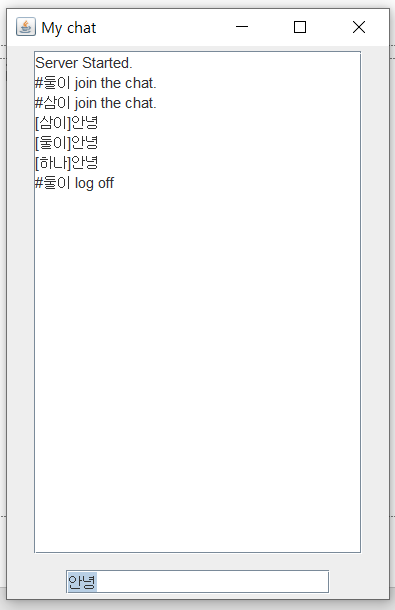 My chat
Server Started.
#둘이 join the chat.
#삼이 join the chat.
[삼이]안녕
[둘이]안녕
[하나]안녕
#둘이 log off
안녕